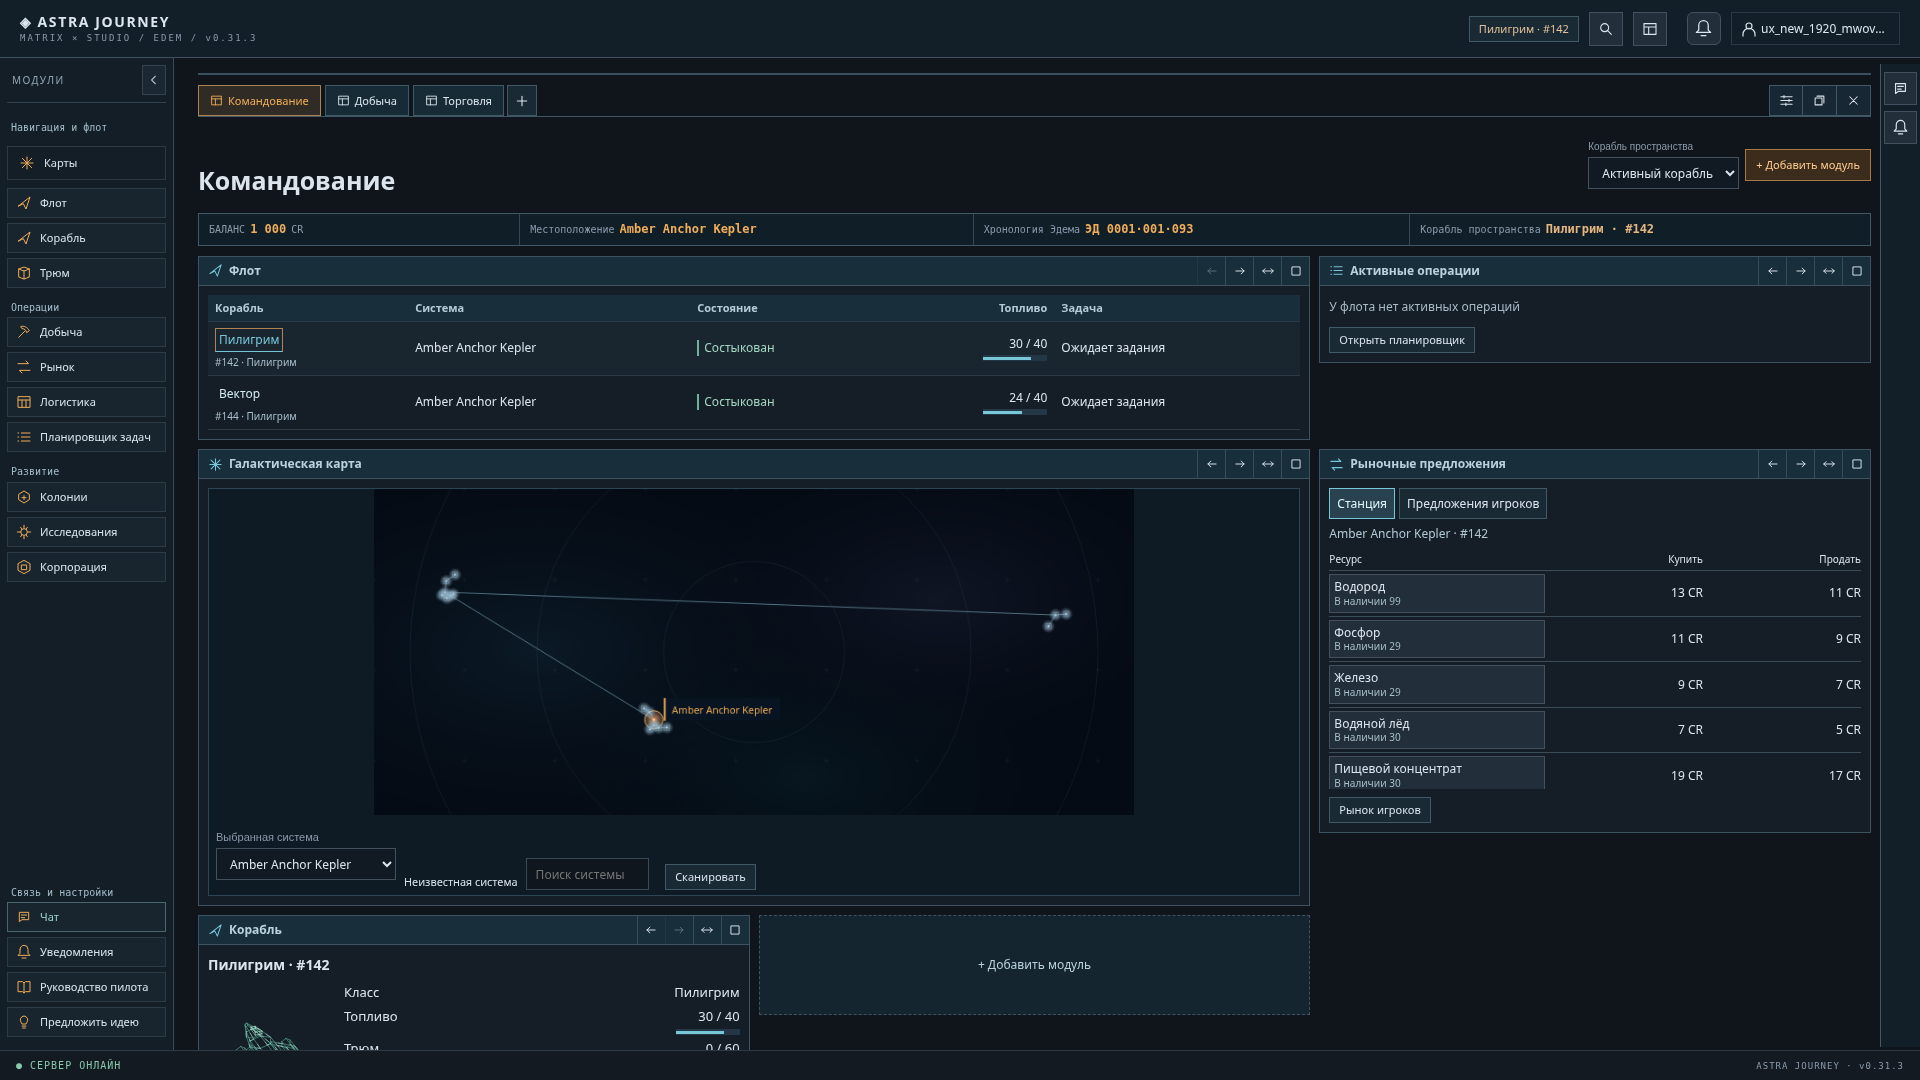 ◈ ASTRA JOURNEY
MATRIX × STUDIO / EDEM / v0.31.3
Пилигрим · #142
ux_new_1920_mwov...
МОДУЛИ
Навигация и флот
Карты
Флот
Корабль
Трюм
Операции
Добыча
Рынок
Логистика
Планировщик задач
Развитие
Колонии
Исследования
Корпорация
Связь и настройки
Чат
Уведомления
Руководство пилота
Предложить идею
Командование
Добыча
Торговля
Командование
Корабль пространства
Активный корабль
+ Добавить модуль
БАЛАНС 1 000 CR
Местоположение Amber Anchor Kepler
Хронология Эдема ЭД 0001·001·093
Корабль пространства Пилигрим · #142
Флот
Корабль Система Состояние Топливо Задача
Пилигрим
#142 · Пилигрим
Amber Anchor Kepler Состыкован 30 / 40 Ожидает задания
Вектор
#144 · Пилигрим
Amber Anchor Kepler Состыкован 24 / 40 Ожидает задания
Активные операции
У флота нет активных операций
Открыть планировщик
Галактическая карта
Amber Anchor Kepler
Выбранная система
Amber Anchor Kepler
Неизвестная система
Поиск системы
Сканировать
Рыночные предложения
Станция
Предложения игроков
Amber Anchor Kepler · #142
Ресурс Купить Продать
Водород
В наличии 99
13 CR 11 CR
Фосфор
В наличии 29
11 CR 9 CR
Железо
В наличии 29
9 CR 7 CR
Водяной лёд
В наличии 30
7 CR 5 CR
Пищевой концентрат
В наличии 30
19 CR 17 CR
Рынок игроков
Корабль
Пилигрим · #142
Класс Пилигрим
Топливо 30 / 40
Трюм 0 / 60
+ Добавить модуль
СЕРВЕР ОНЛАЙН
ASTRA JOURNEY · v0.31.3